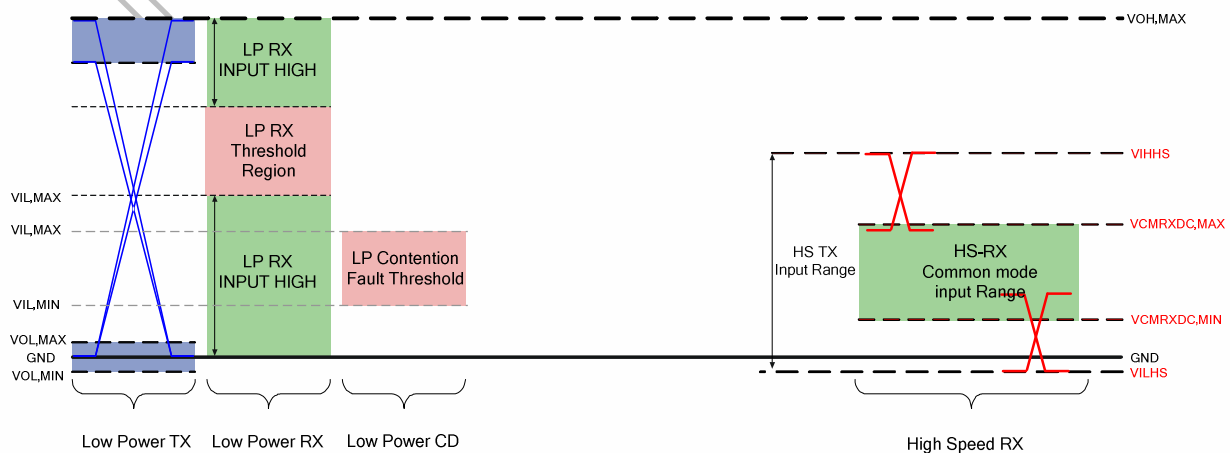 VOH,MAX
LP RX
INPUT HIGH
LP RX
Threshold
Region
VIHHS
VIL,MAX
VIL,MAX
LP RX
INPUT HIGH
LP Contention
Fault Threshold
HS TX
Input Range
HS-RX
Common mode
input Range
VCMRXDC,MAX
VIL,MIN
VCMRXDC,MIN
VOL,MAX
GND
GND
VOL,MIN
VILHS
Low Power TX
Low Power RX
Low Power CD
High Speed RX